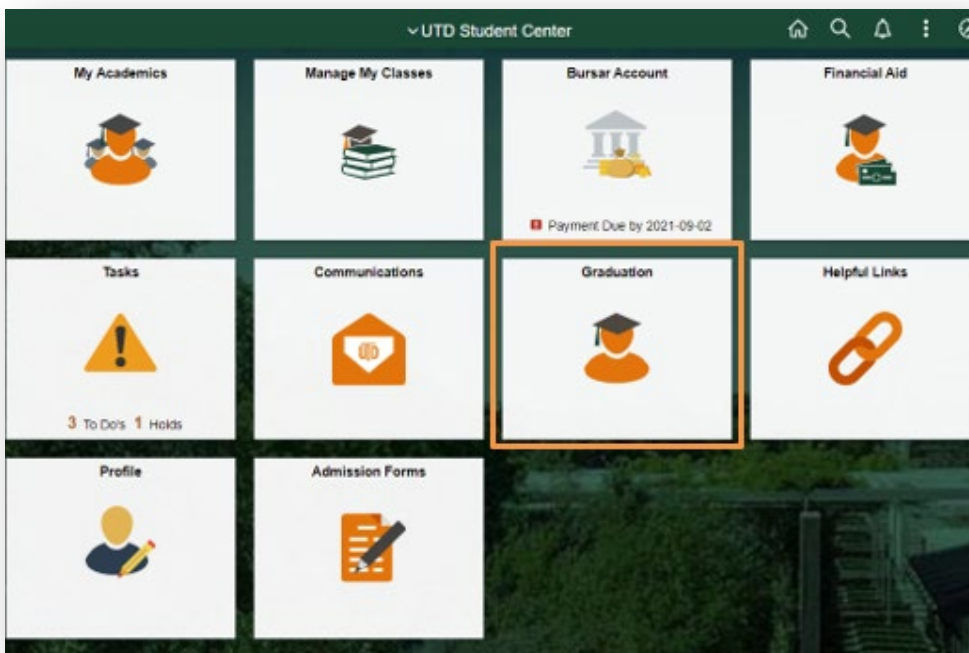 UTD Student Center
My Academics
Manage My Classes
Bursar Account
Payment Due by 2021-09-02
Financial Aid
Tasks
3 To Do's 1 Holds
Communications
UTD
Graduation
Helpful Links
Profile
Admission Forms